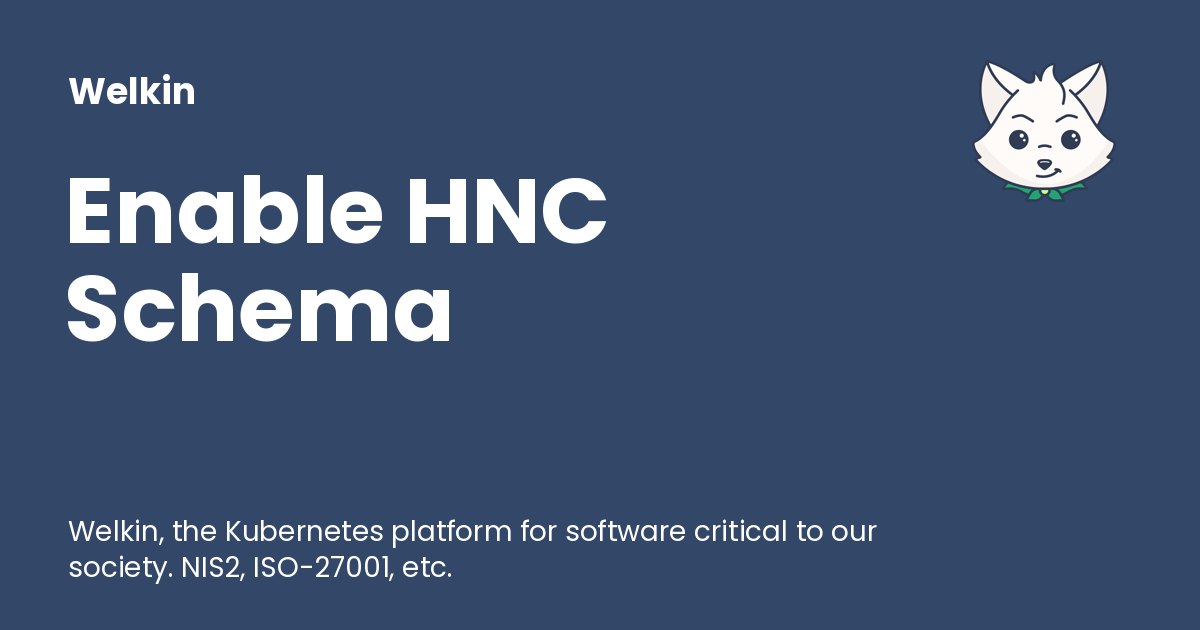 Welkin
Enable HNC
Schema
Welkin, the Kubernetes platform for software critical to our
society. NIS2, ISO-27001, etc.